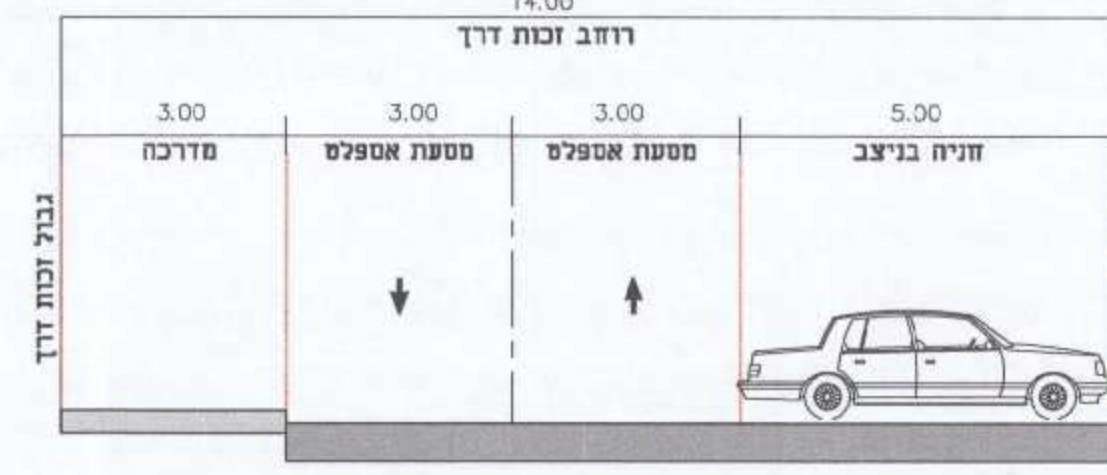 14.00
רוחב זכות דרך
3.00 3.00 3.00 5.00
מדרכה מסעת אספלט מסעת אספלט חניה בניצב
גבול זכות דרך